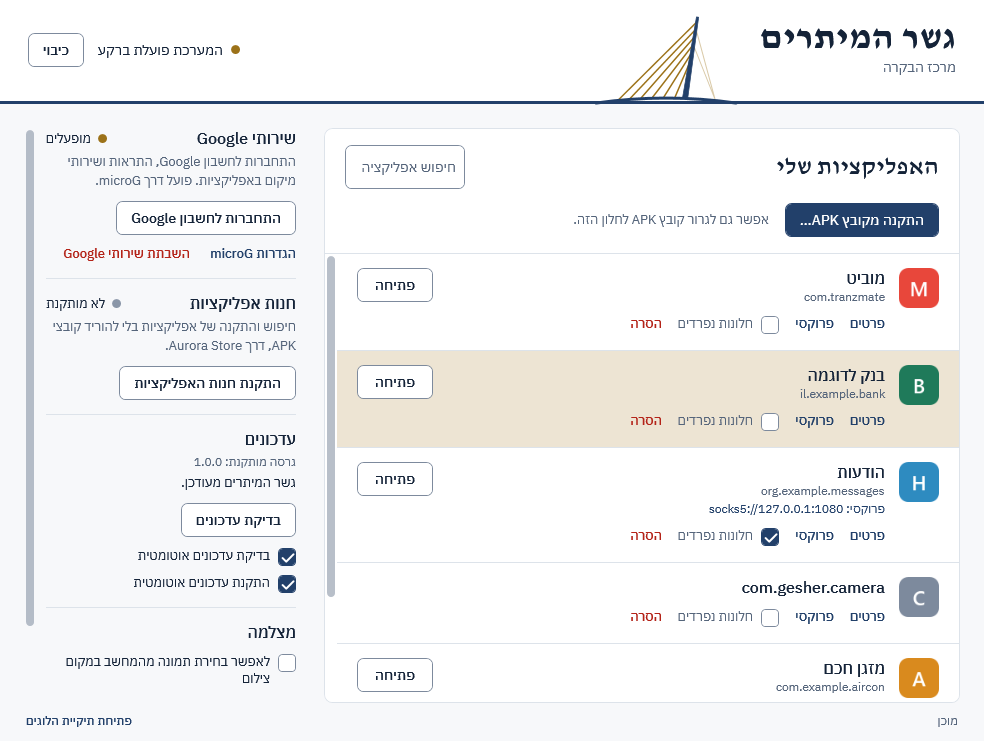 גשר המיתרים
מרכז הבקרה
המערכת פועלת ברקע
כיבוי
האפליקציות שלי
חיפוש אפליקציה
התקנה מקובץ APK...
אפשר גם לגרור קובץ APK לחלון הזה.
M
מוביט
com.tranzmate
פתיחה
פרטים פרוקסי חלונות נפרדים הסרה
B
בנק לדוגמה
il.example.bank
פתיחה
פרטים פרוקסי חלונות נפרדים הסרה
H
הודעות
org.example.messages
פרוקסי: socks5://127.0.0.1:1080
פתיחה
פרטים פרוקסי חלונות נפרדים הסרה
C
com.gesher.camera
פרטים פרוקסי חלונות נפרדים הסרה
A
מזגן חכם
com.example.aircon
פתיחה
שירותי Google
מופעלים
התחברות לחשבון Google, התראות ושירותי
מיקום באפליקציות. פועל דרך microG.
התחברות לחשבון Google
הגדרות microG השבתת שירותי Google
חנות אפליקציות
לא מותקנת
חיפוש והתקנה של אפליקציות בלי להוריד קובצי
APK, דרך Aurora Store.
התקנת חנות האפליקציות
עדכונים
גרסה מותקנת: 1.0.0
גשר המיתרים מעודכן.
בדיקת עדכונים
בדיקת עדכונים אוטומטית
התקנת עדכונים אוטומטית
מצלמה
לאפשר בחירת תמונה מהמחשב במקום
צילום
מוכן
פתיחת תיקיית הלוגים